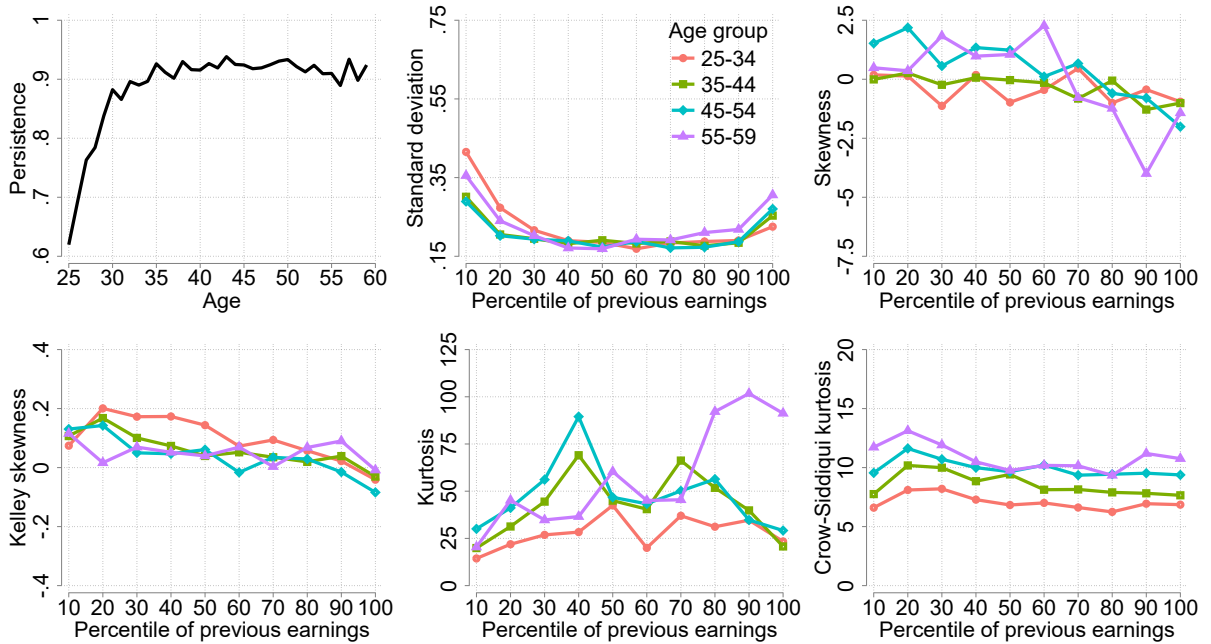 1
.9
.8
.7
.6
Persistence
25 30 35 40 45 50 55 60
Age
.75
.55
.35
.15
Standard deviation
Age group
25-34
35-44
45-54
55-59
10 20 30 40 50 60 70 80 90 100
Percentile of previous earnings
2.5
0
-2.5
-5
-7.5
Skewness
10 20 30 40 50 60 70 80 90 100
Percentile of previous earnings
.4
.2
0
-.2
-.4
Kelley skewness
10 20 30 40 50 60 70 80 90 100
Percentile of previous earnings
125
100
75
50
25
0
Kurtosis
10 20 30 40 50 60 70 80 90 100
Percentile of previous earnings
20
15
10
5
0
Crow-Siddiqui kurtosis
10 20 30 40 50 60 70 80 90 100
Percentile of previous earnings